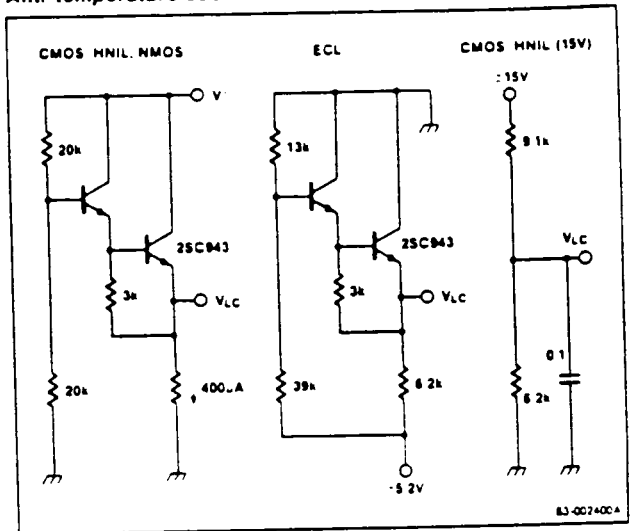 CMOS HNIL, NMOS
ECL
CMOS HNIL (15V)
V
15V
20k
13k
9.1k
2SC943
2SC943
VLC
3k
VLC
3k
VLC
0.1
20k
400µA
39k
6.2k
6.2k
-5.2V
83-002400A